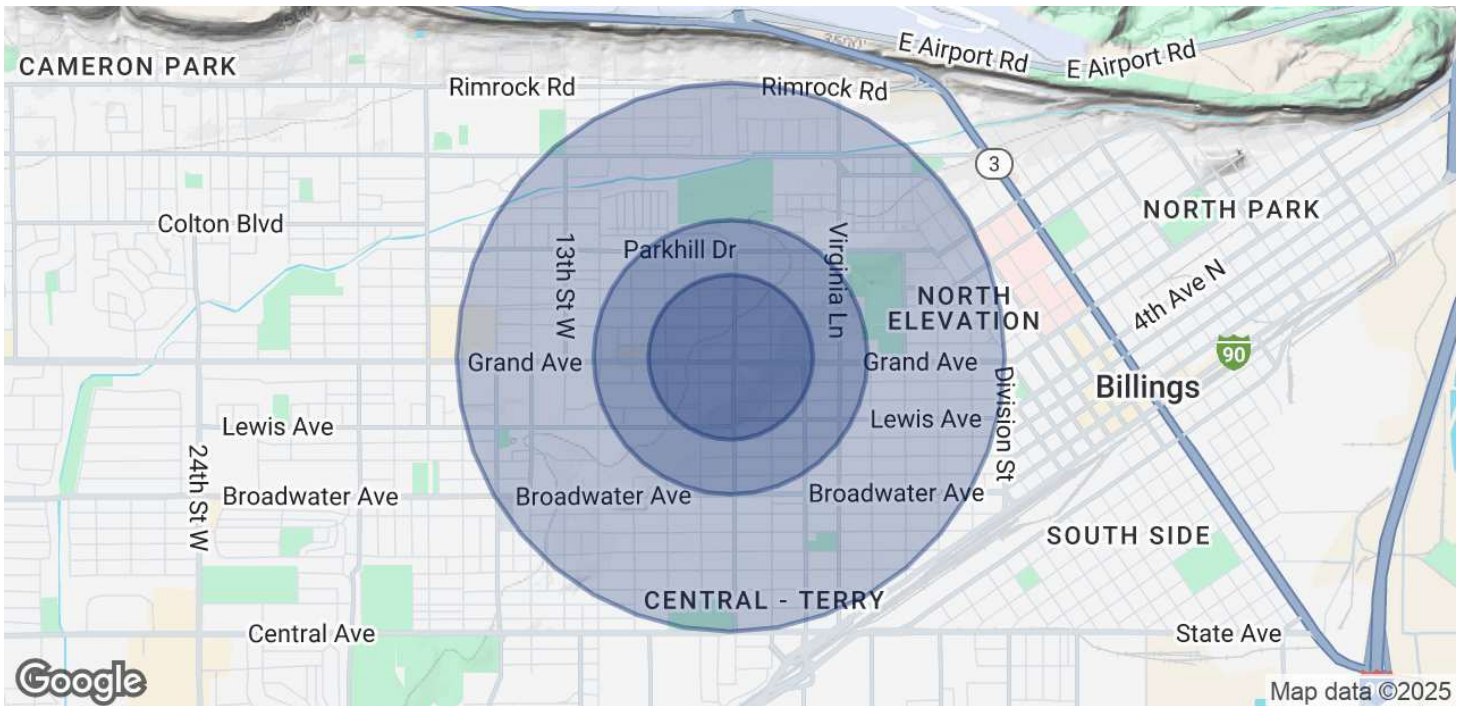 E Airport Rd
E Airport Rd
CAMERON PARK
Rimrock Rd
Rimrock Rd
3
NORTH PARK
Colton Blvd
13th St W
Parkhill Dr
Virginia Ln
4th Ave N
NORTH
ELEVATION
90
Grand Ave
Grand Ave
Division St
Billings
Lewis Ave
Lewis Ave
24th St W
Broadwater Ave
Broadwater Ave
Broadwater Ave
SOUTH SIDE
CENTRAL - TERRY
Central Ave
State Ave
Google
Map data ©2025